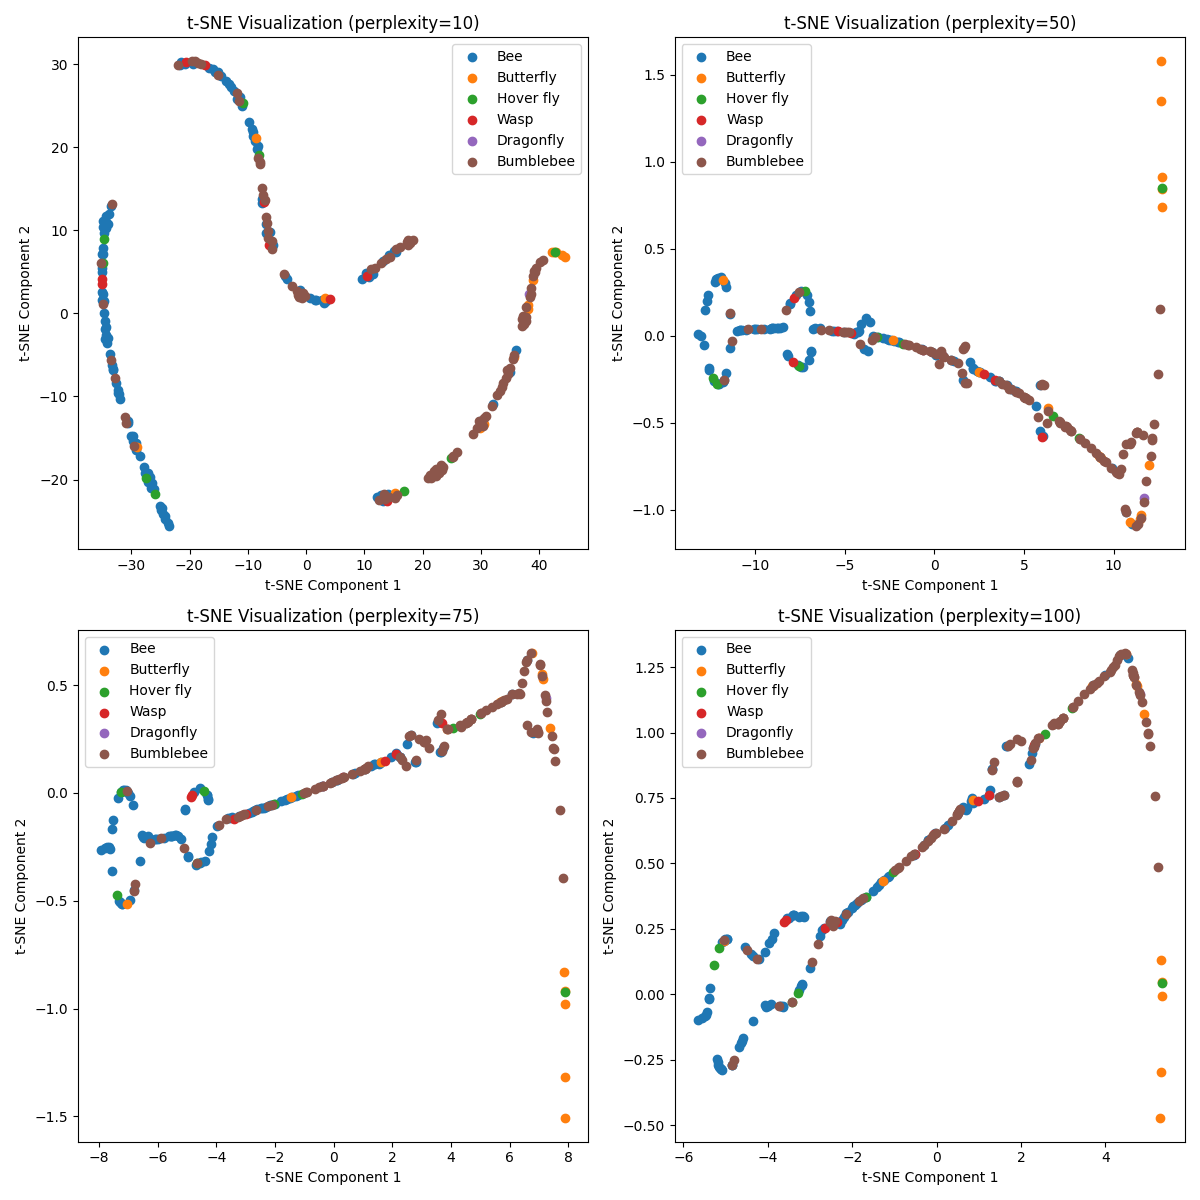 t-SNE Visualization (perplexity=10)
30
20
10
0
−10
−20
t-SNE Component 2
Bee
Butterfly
Hover fly
Wasp
Dragonfly
Bumblebee
−30
−20
−10
0
10
20
30
40
t-SNE Component 1
t-SNE Visualization (perplexity=50)
1.5
1.0
0.5
0.0
−0.5
−1.0
t-SNE Component 2
Bee
Butterfly
Hover fly
Wasp
Dragonfly
Bumblebee
−10
−5
0
5
10
t-SNE Component 1
t-SNE Visualization (perplexity=75)
0.5
0.0
−0.5
−1.0
−1.5
t-SNE Component 2
Bee
Butterfly
Hover fly
Wasp
Dragonfly
Bumblebee
−8
−6
−4
−2
0
2
4
6
8
t-SNE Component 1
t-SNE Visualization (perplexity=100)
1.25
1.00
0.75
0.50
0.25
0.00
−0.25
−0.50
t-SNE Component 2
Bee
Butterfly
Hover fly
Wasp
Dragonfly
Bumblebee
−6
−4
−2
0
2
4
t-SNE Component 1